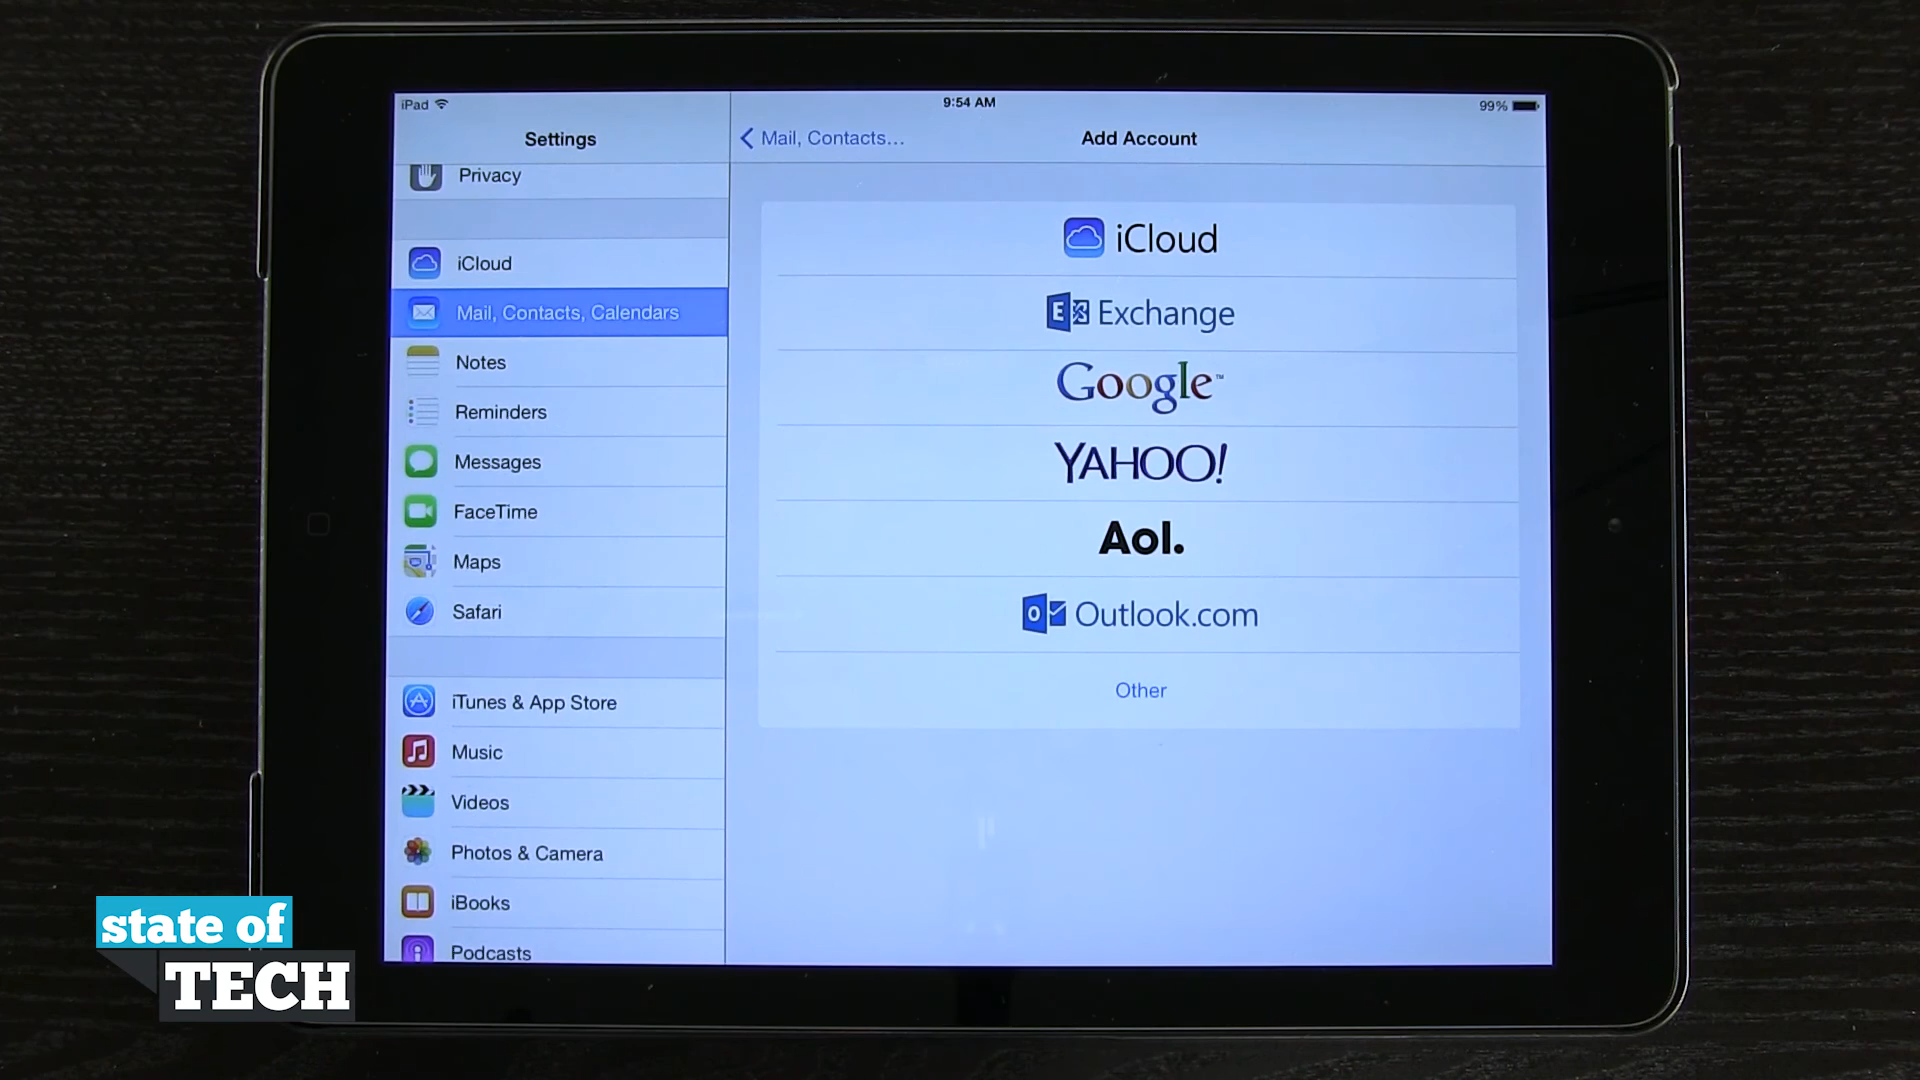 iPad
9:54 AM
99%
Settings
Mail, Contacts...
Add Account
Privacy
iCloud
Mail, Contacts, Calendars
Notes
Reminders
Messages
FaceTime
Maps
Safari
iTunes & App Store
Music
Videos
Photos & Camera
iBooks
Podcasts
iCloud
E Exchange
Google™
YAHOO!
Aol.
O Outlook.com
Other
state of
TECH